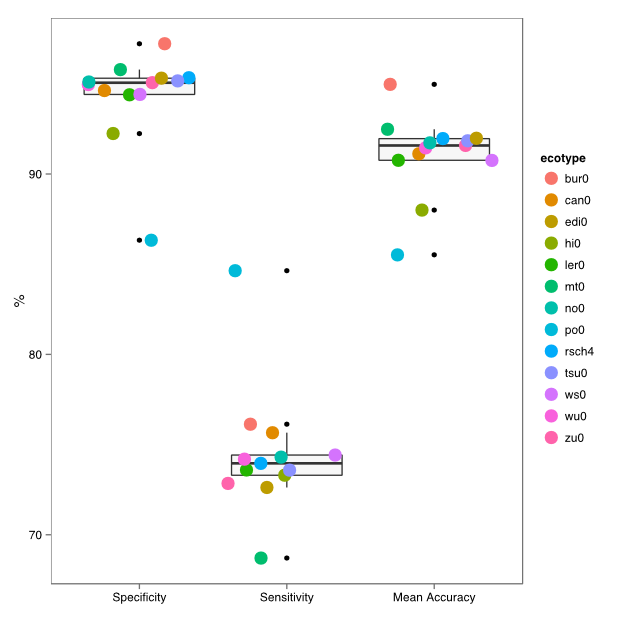 %
90
80
70
Specificity
Sensitivity
Mean Accuracy
ecotype
bur0
can0
edi0
hi0
ler0
mt0
no0
po0
rsch4
tsu0
ws0
wu0
zu0